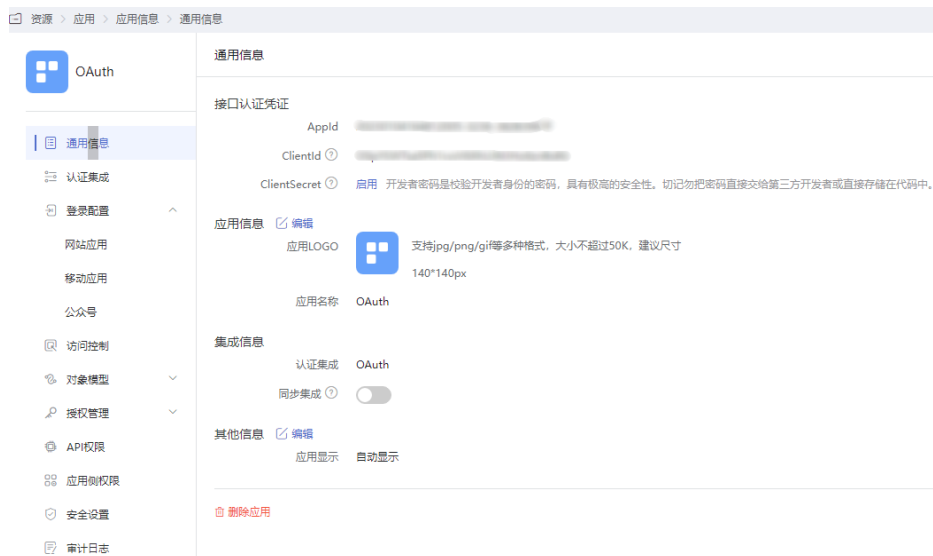 资源 > 应用 > 应用信息 > 通用信息
OAuth
通用信息
认证集成
登录配置
网站应用
移动应用
公众号
访问控制
对象模型
授权管理
API权限
应用侧权限
安全设置
审计日志
通用信息
接口认证凭证
AppId
ClientId
ClientSecret 启用 开发者密码是校验开发者身份的密码，具有极高的安全性。切记勿把密码直接交给第三方开发者或直接存储在代码中。
应用信息 编辑
应用LOGO 支持jpg/png/gif等多种格式，大小不超过50K，建议尺寸
140*140px
应用名称 OAuth
集成信息
认证集成 OAuth
同步集成
其他信息 编辑
应用显示 自动显示
删除应用